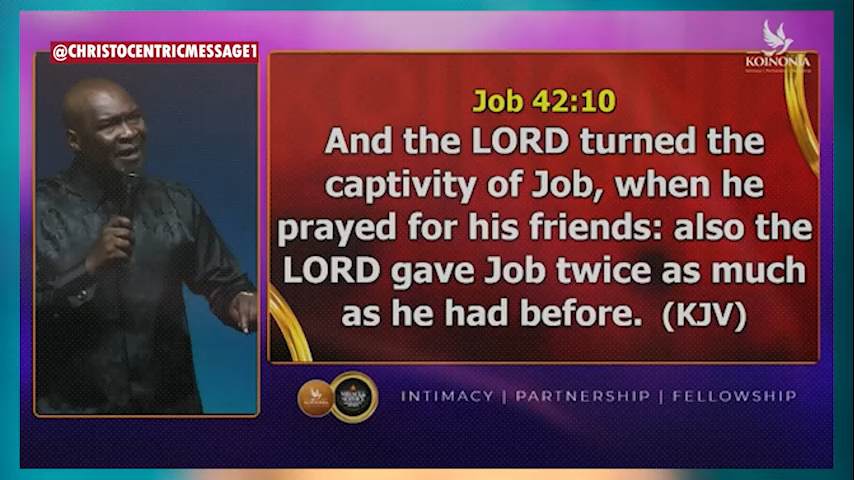 @CHRISTOCENTRICMESSAGE1
KOINONIA
Job 42:10
And the LORD turned the
captivity of Job, when he
prayed for his friends: also the
LORD gave Job twice as much
as he had before. (KJV)
KOINONIA
INTIMACY | PARTNERSHIP | FELLOWSHIP